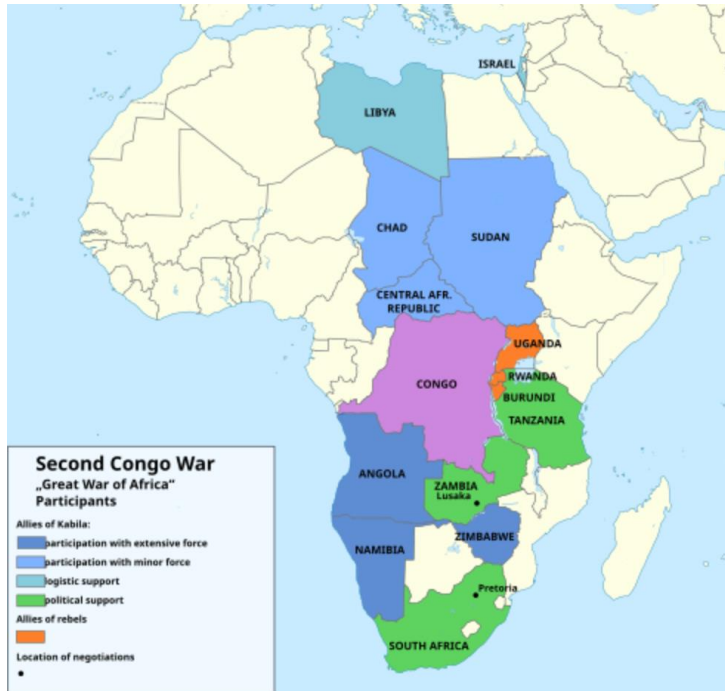 ISRAEL
LIBYA
CHAD
SUDAN
CENTRAL AFR.
REPUBLIC
UGANDA
RWANDA
CONGO
BURUNDI
TANZANIA
ANGOLA
ZAMBIA
Lusaka
NAMIBIA
ZIMBABWE
Pretoria
SOUTH AFRICA
Second Congo War
„Great War of Africa“
Participants
Allies of Kabila:
participation with extensive force
participation with minor force
logistic support
political support
Allies of rebels
Location of negotiations